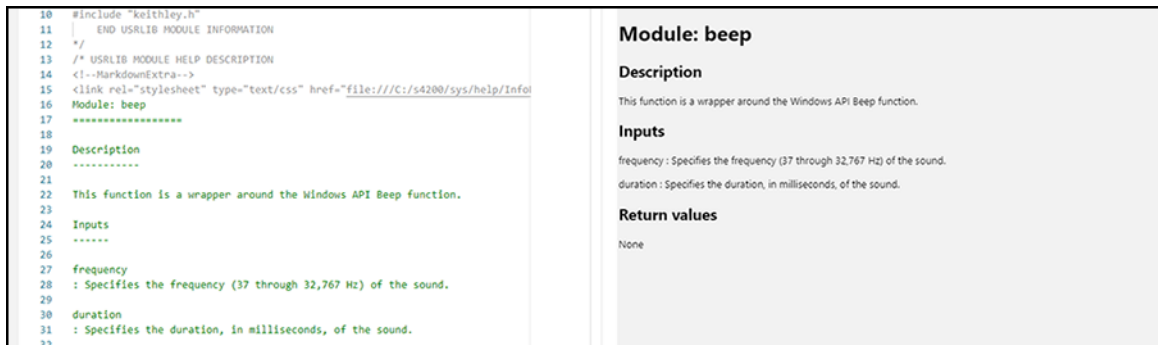 10 #include "keithley.h"
11 END USRLIB MODULE INFORMATION
12 */
13 /* USRLIB MODULE HELP DESCRIPTION
14 <!--MarkdownExtra-->
15 <link rel="stylesheet" type="text/css" href="file:///C:/s4200/sys/help/Info
16 Module: beep
17 ==================
18
19 Description
20 -----------
21
22 This function is a wrapper around the Windows API Beep function.
23
24 Inputs
25 ------
26
27 frequency
28 : Specifies the frequency (37 through 32,767 Hz) of the sound.
29
30 duration
31 : Specifies the duration, in milliseconds, of the sound.
32
Module: beep
Description
This function is a wrapper around the Windows API Beep function.
Inputs
frequency : Specifies the frequency (37 through 32,767 Hz) of the sound.
duration : Specifies the duration, in milliseconds, of the sound.
Return values
None